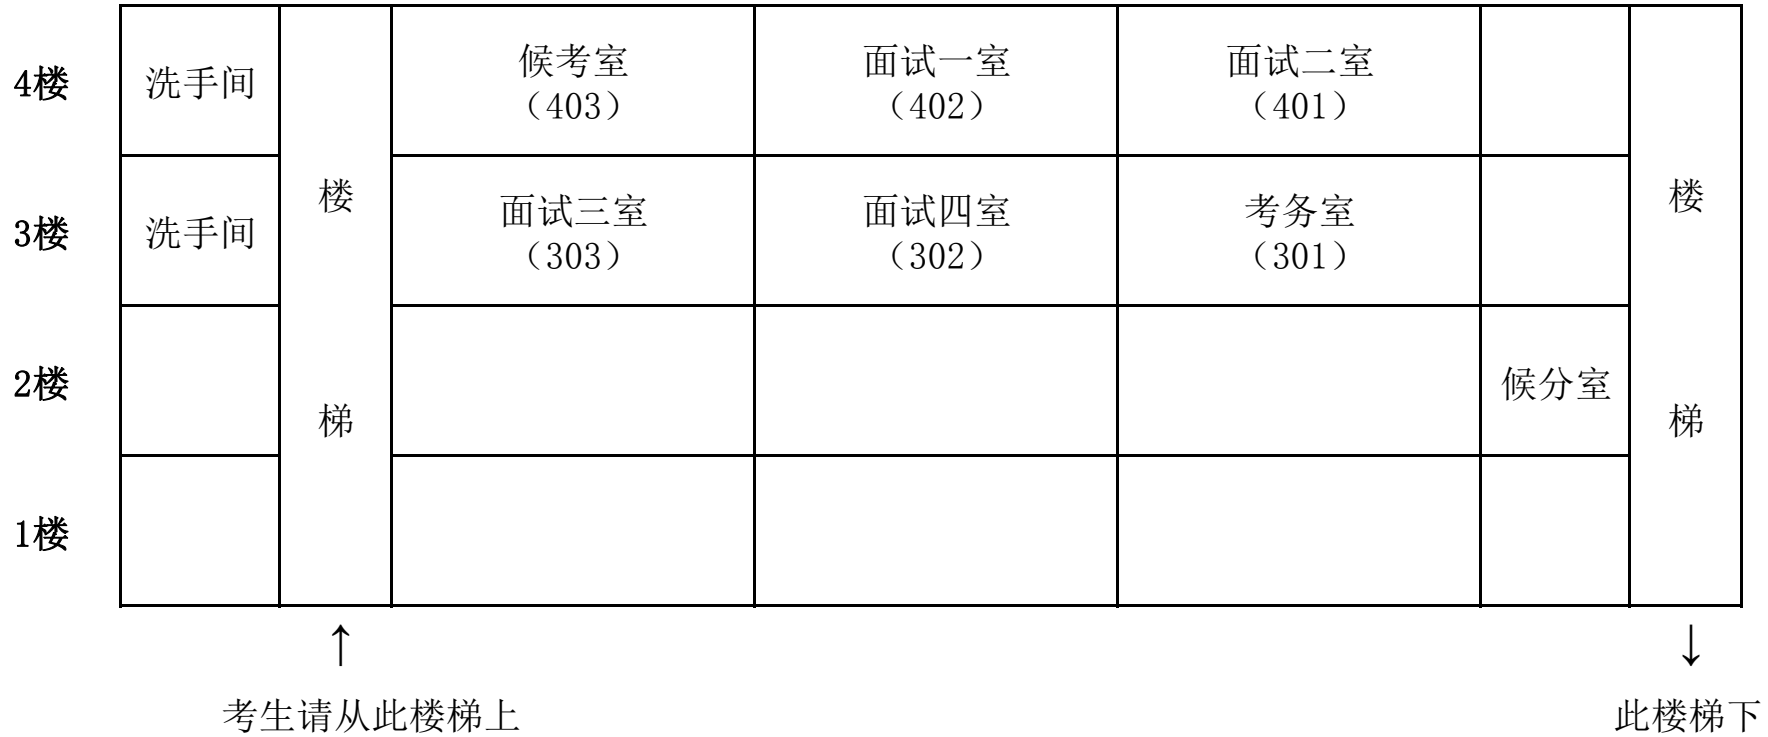 4楼
洗手间
候考室
（403）
面试一室
（402）
面试二室
（401）
3楼
洗手间
楼
面试三室
（303）
面试四室
（302）
考务室
（301）
楼
2楼
梯
候分室
梯
1楼
↑
↓
考生请从此楼梯上
此楼梯下